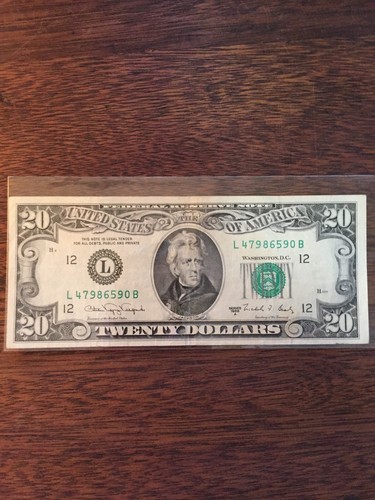 FEDERAL RESERVE NOTE
20 THE UNITED STATES OF AMERICA 20
THIS NOTE IS LEGAL TENDER
FOR ALL DEBTS, PUBLIC AND PRIVATE
L 47986590 B
12
L
WASHINGTON, D.C.
12
L 47986590 B
12
SERIES
12
20 TWENTY DOLLARS 20